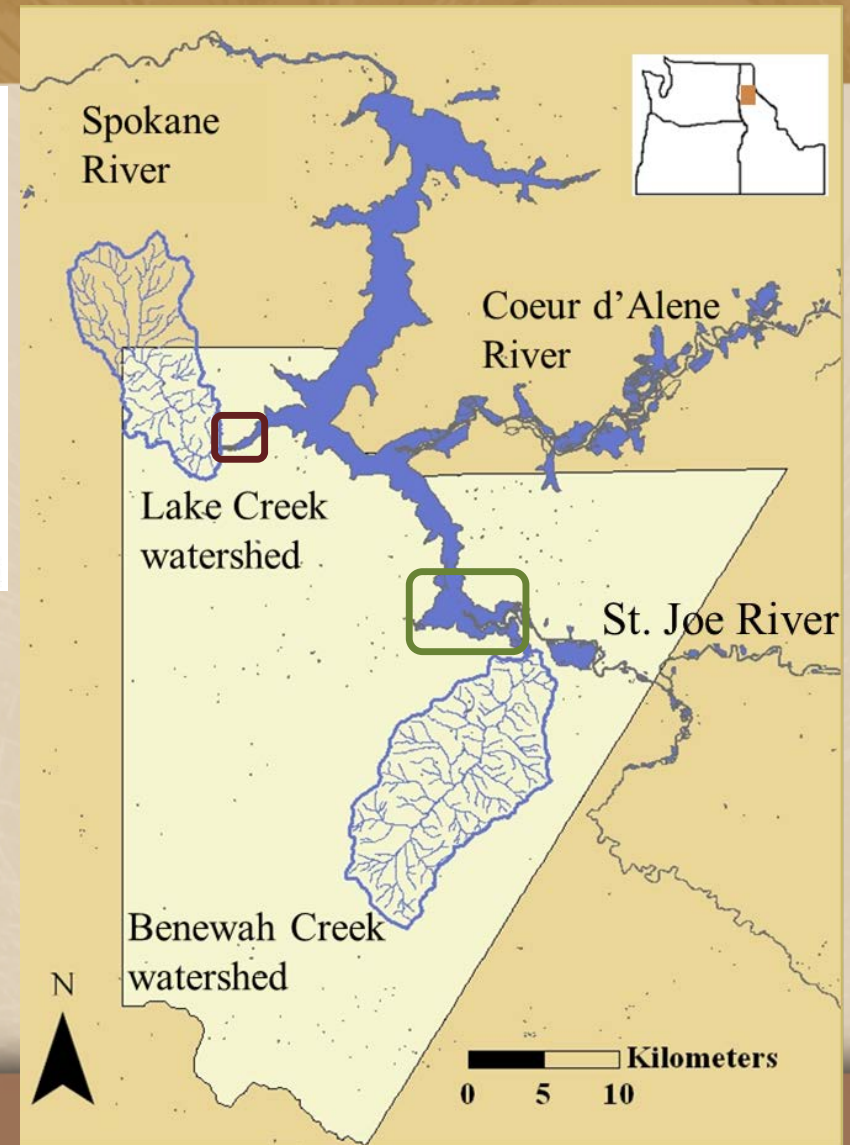 Spokane
River
Coeur d'Alene
River
Lake Creek
watershed
St. Joe River
Benewah Creek
watershed
N
Kilometers
0 5 10